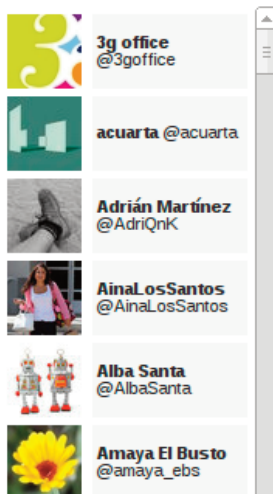 3g office
@3goffice
acuarta @acuarta
Adrián Martínez
@AdriQnK
AinaLosSantos
@AinaLosSantos
Alba Santa
@AlbaSanta
Amaya El Busto
@amaya_ebs